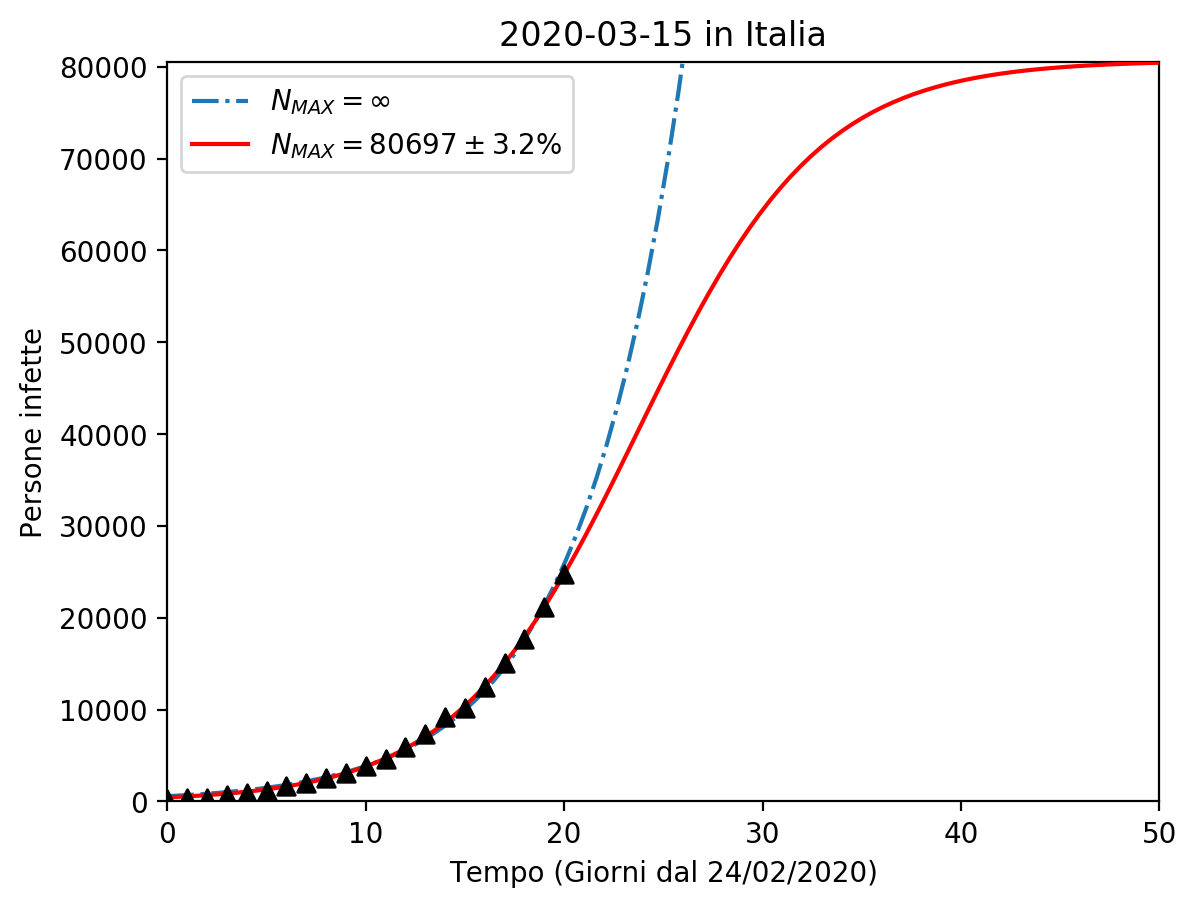 2020-03-15 in Italia
N_MAX = ∞
N_MAX = 80697 ± 3.2%
80000
70000
60000
50000
40000
30000
20000
10000
0
Persone infette
0 10 20 30 40 50
Tempo (Giorni dal 24/02/2020)